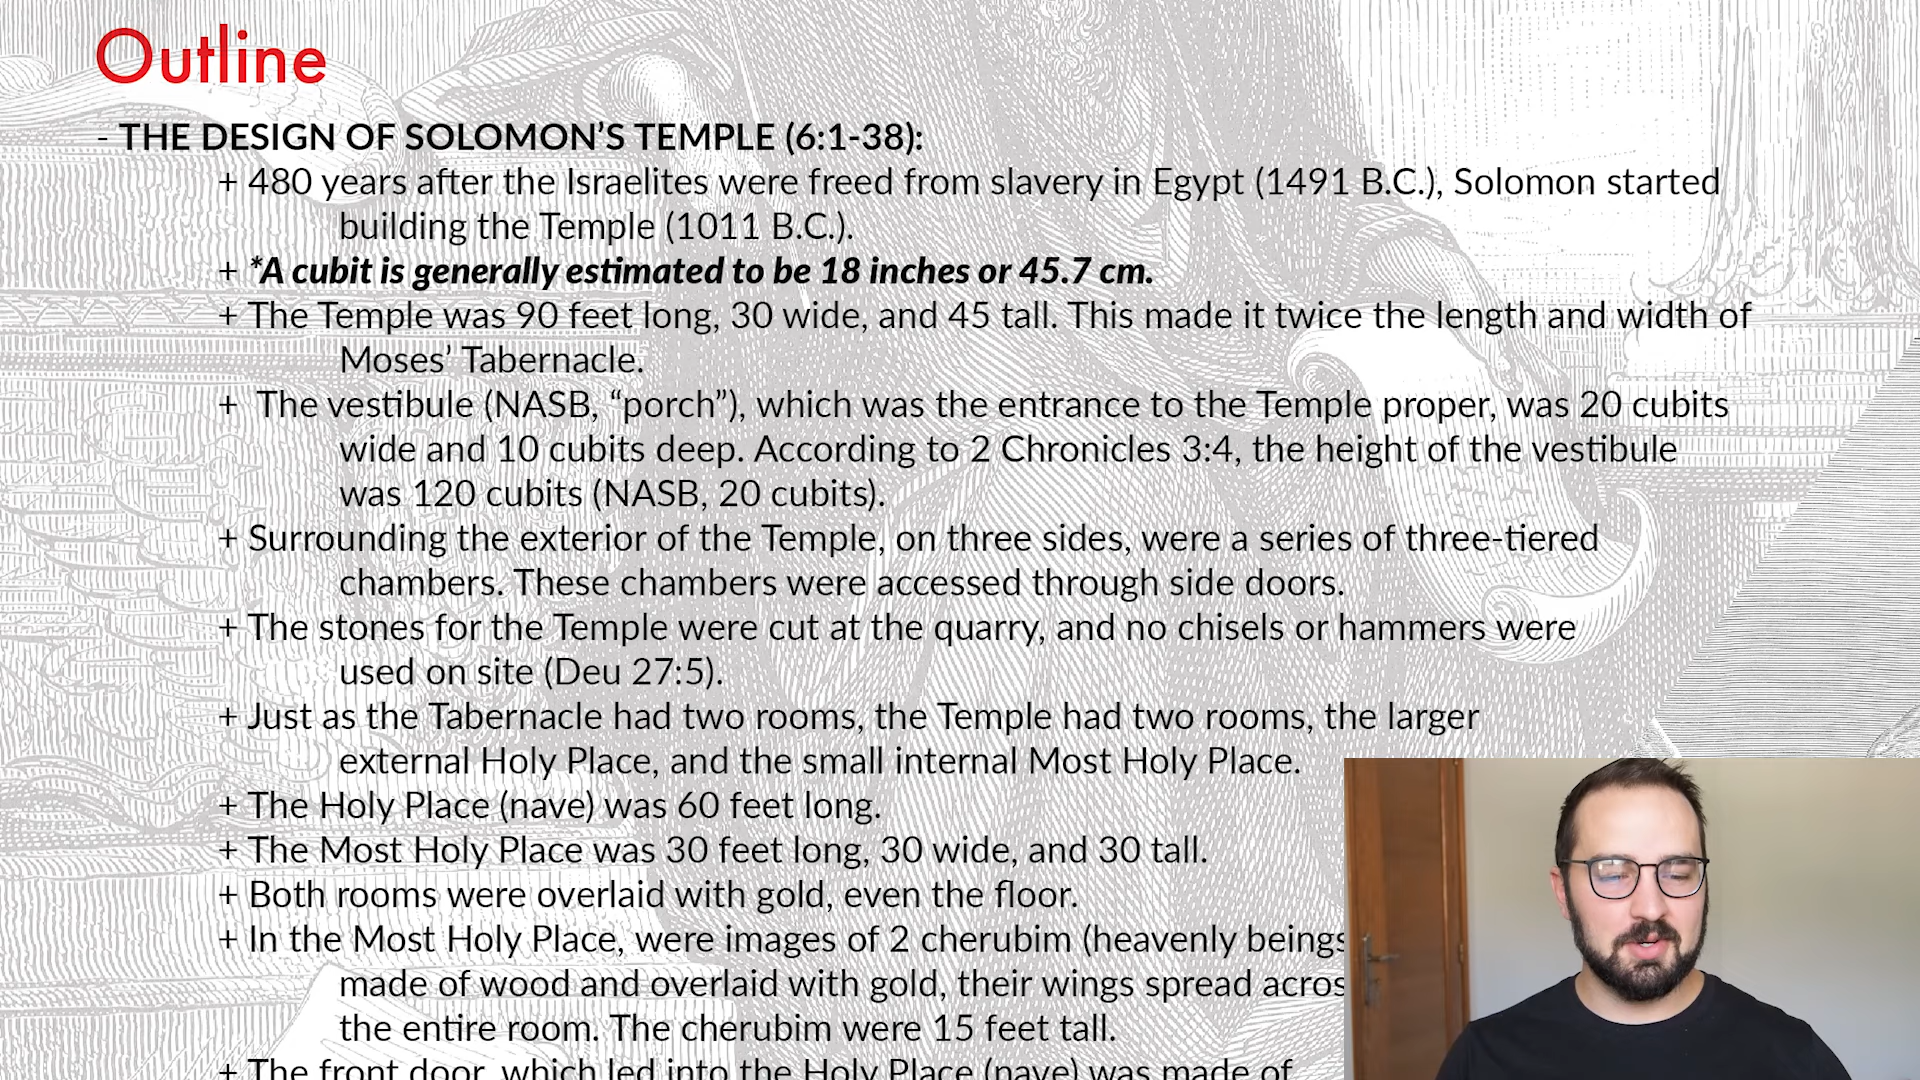 Outline
- THE DESIGN OF SOLOMON’S TEMPLE (6:1-38):
+ 480 years after the Israelites were freed from slavery in Egypt (1491 B.C.), Solomon started
building the Temple (1011 B.C.).
+ *A cubit is generally estimated to be 18 inches or 45.7 cm.
+ The Temple was 90 feet long, 30 wide, and 45 tall. This made it twice the length and width of
Moses’ Tabernacle.
+ The vestibule (NASB, “porch”), which was the entrance to the Temple proper, was 20 cubits
wide and 10 cubits deep. According to 2 Chronicles 3:4, the height of the vestibule
was 120 cubits (NASB, 20 cubits).
+ Surrounding the exterior of the Temple, on three sides, were a series of three-tiered
chambers. These chambers were accessed through side doors.
+ The stones for the Temple were cut at the quarry, and no chisels or hammers were
used on site (Deu 27:5).
+ Just as the Tabernacle had two rooms, the Temple had two rooms, the larger
external Holy Place, and the small internal Most Holy Place.
+ The Holy Place (nave) was 60 feet long.
+ The Most Holy Place was 30 feet long, 30 wide, and 30 tall.
+ Both rooms were overlaid with gold, even the floor.
+ In the Most Holy Place, were images of 2 cherubim (heavenly beings
made of wood and overlaid with gold, their wings spread acros
the entire room. The cherubim were 15 feet tall.
+ The front door, which led into the Holy Place (nave) was made of